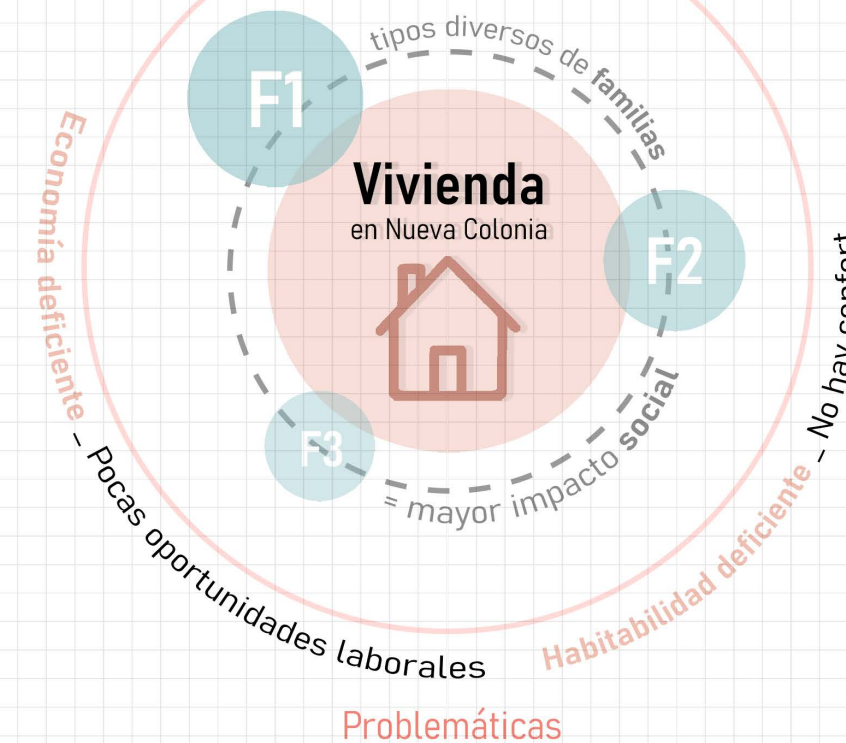 tipos diversos de familias
F1
Vivienda
en Nueva Colonia
F2
F3
= mayor impacto social
Economía deficiente – Pocas oportunidades laborales
Habitabilidad deficiente – No hay confort
Problemáticas